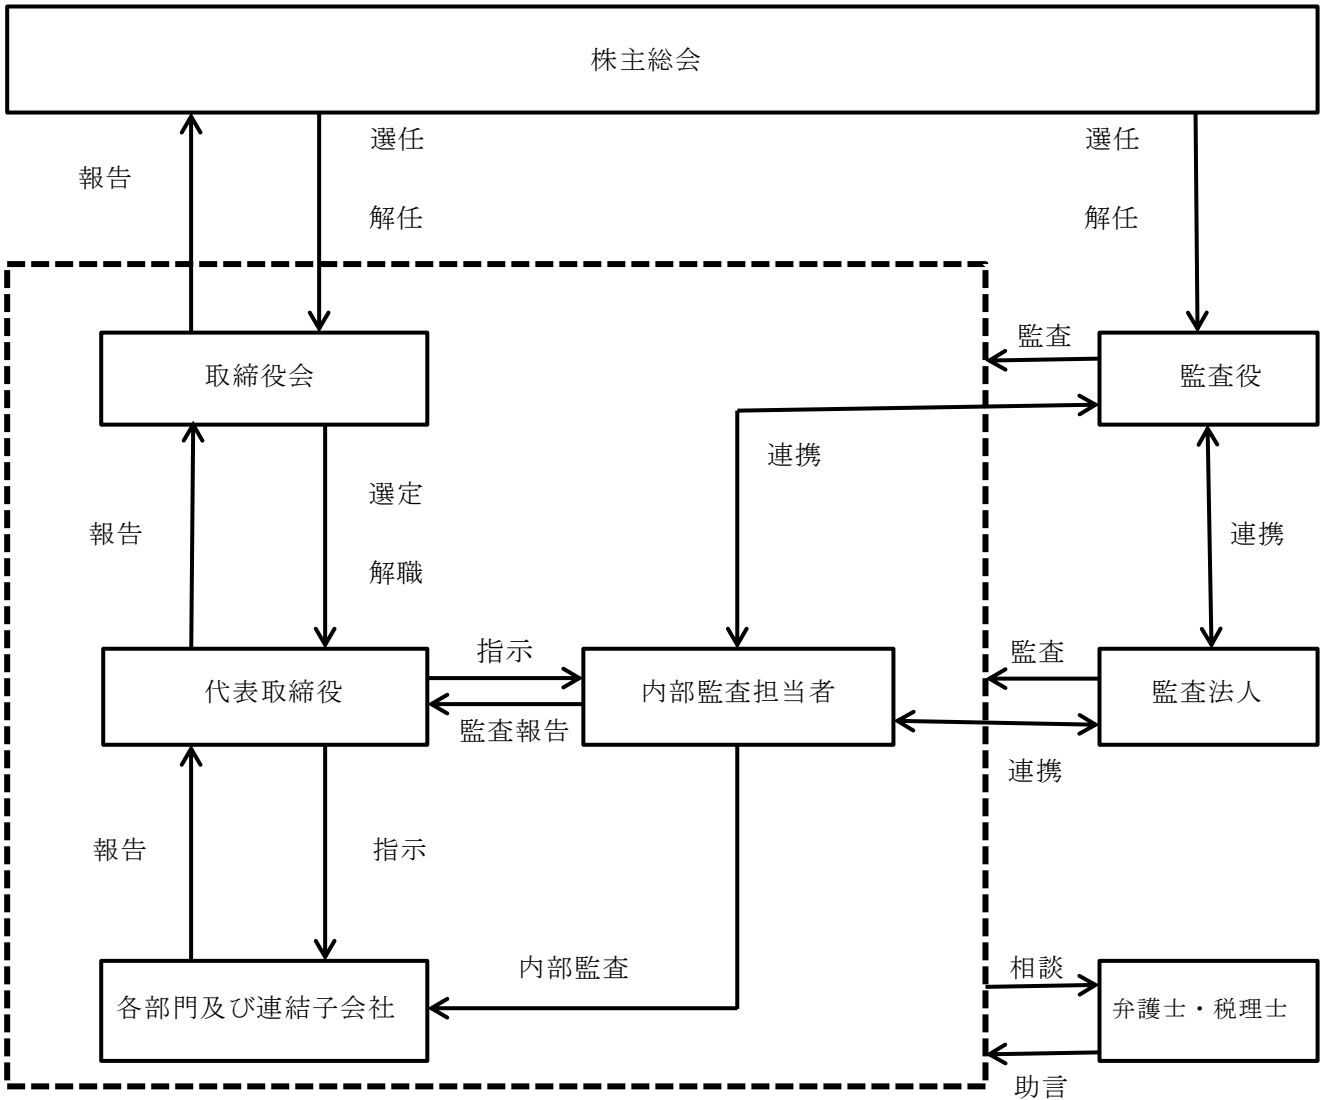 株主総会
選任
選任
報告
解任
解任
監査
取締役会
監査役
連携
選定
報告
連携
解職
指示
監査
代表取締役
内部監査担当者
監査法人
監査報告
連携
報告
指示
内部監査
相談
各部門及び連結子会社
弁護士・税理士
助言